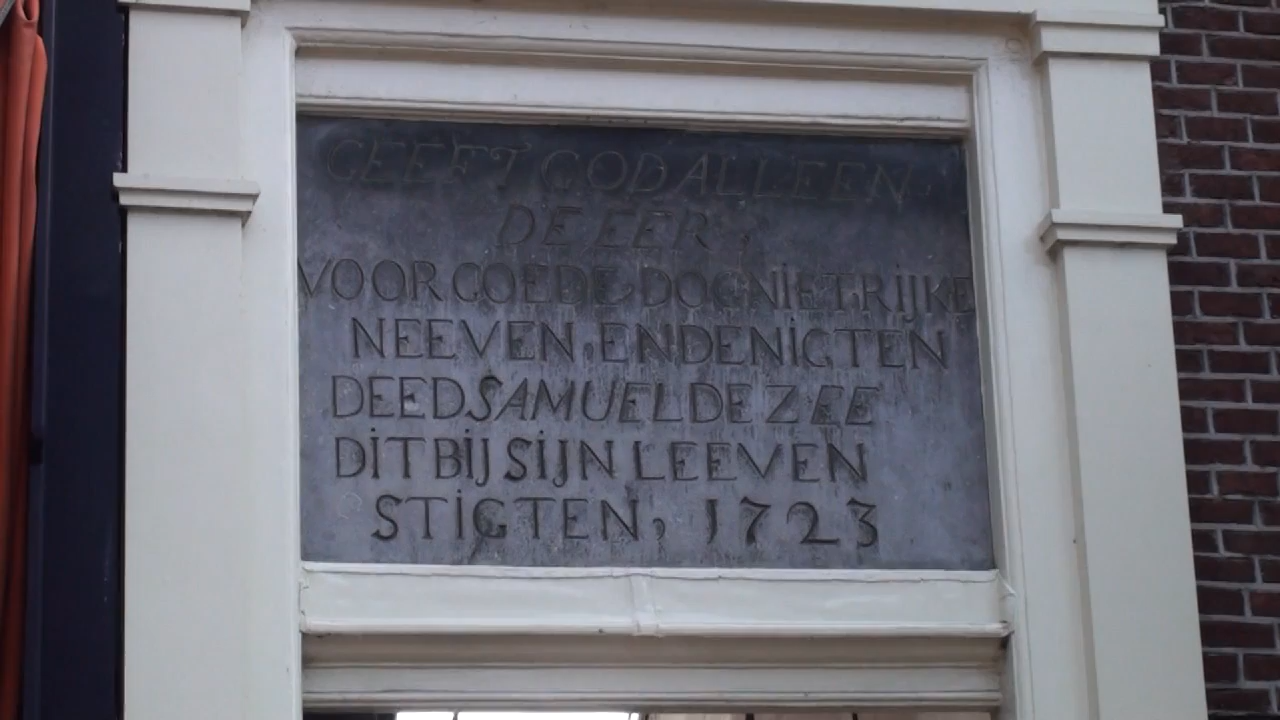 GEEFT GOD ALLEEN
DE EER,
VOOR GOEDE DOG NIET RIJKE
NEEVEN, EN DE NIGTEN
DEED SAMUEL DE ZEE
DIT BIJ SIJN LEEVEN
STIGTEN, 1723